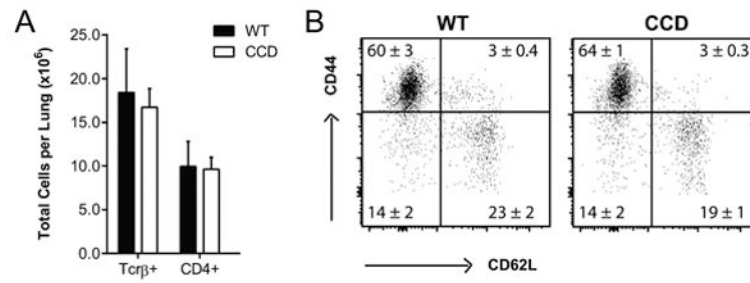 A
Total Cells per Lung (x10⁶)
25.0
20.0
15.0
10.0
5.0
0.0
Tcrβ+ CD4+
WT
CCD
B
WT CCD
CD44
60 ± 3 3 ± 0.4
14 ± 2 23 ± 2
64 ± 1 3 ± 0.3
14 ± 2 19 ± 1
CD62L